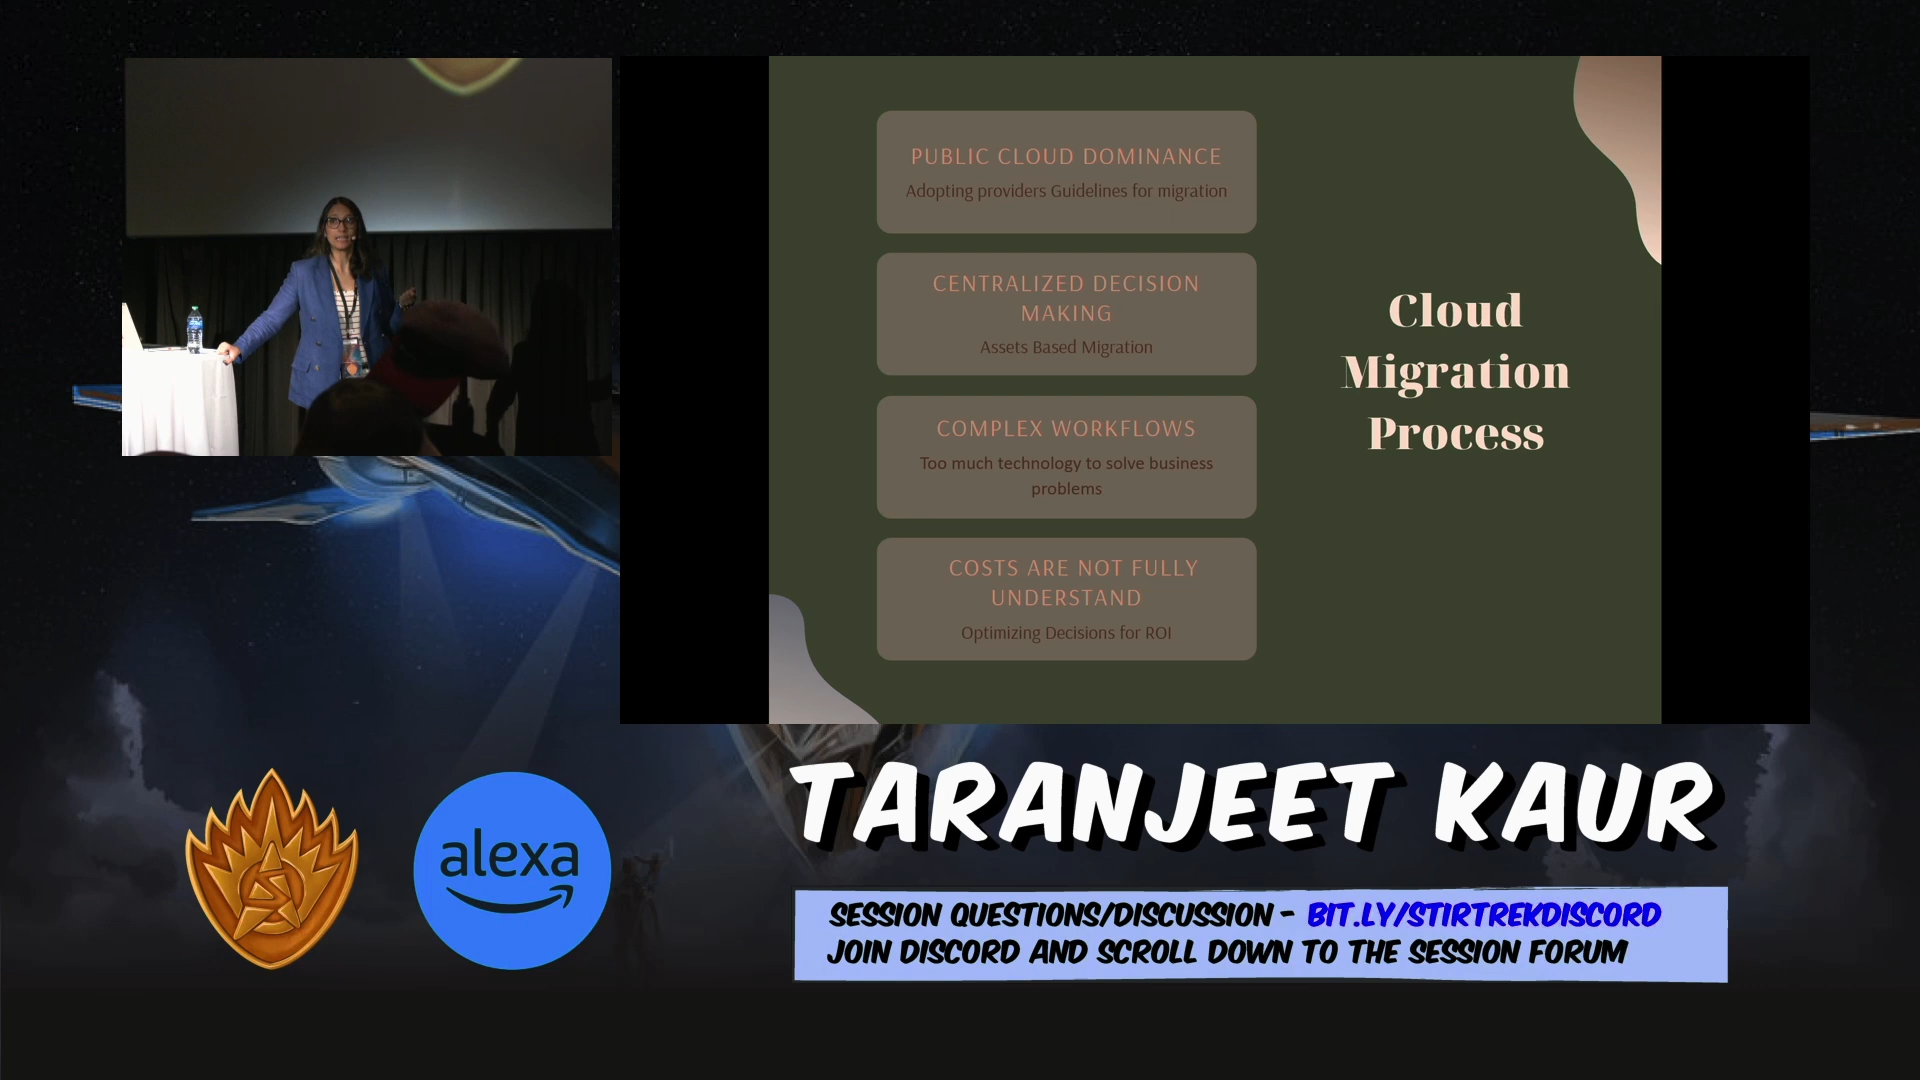 PUBLIC CLOUD DOMINANCE
Adopting providers Guidelines for migration
CENTRALIZED DECISION
MAKING
Assets Based Migration
COMPLEX WORKFLOWS
Too much technology to solve business
problems
COSTS ARE NOT FULLY
UNDERSTAND
Optimizing Decisions for ROI
Cloud
Migration
Process
alexa
TARANJEET KAUR
SESSION QUESTIONS/DISCUSSION - BIT.LY/STIRTREKDISCORD
JOIN DISCORD AND SCROLL DOWN TO THE SESSION FORUM